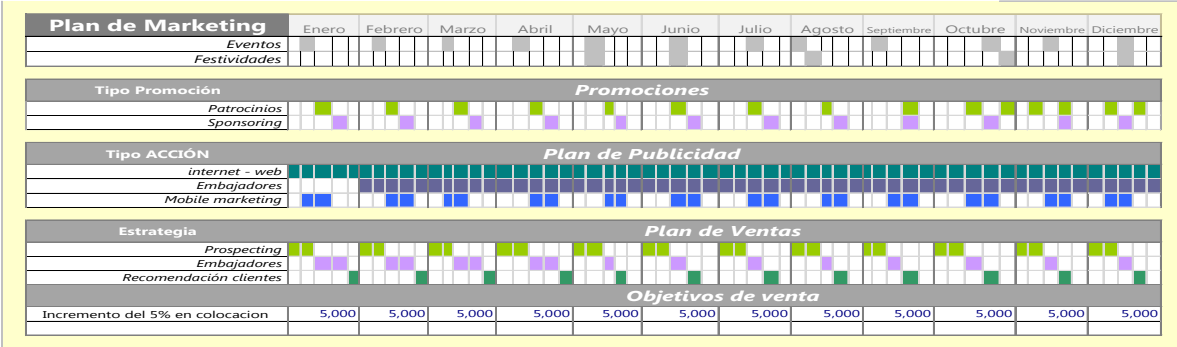 Plan de Marketing Enero Febrero Marzo Abril Mayo Junio Julio Agosto Septiembre Octubre Noviembre Diciembre
Eventos
Festividades
Tipo Promoción Promociones
Patrocinios
Sponsoring
Tipo ACCIÓN Plan de Publicidad
internet - web
Embajadores
Mobile marketing
Estrategia Plan de Ventas
Prospecting
Embajadores
Recomendación clientes
Objetivos de venta
Incremento del 5% en colocacion 5,000 5,000 5,000 5,000 5,000 5,000 5,000 5,000 5,000 5,000 5,000 5,000